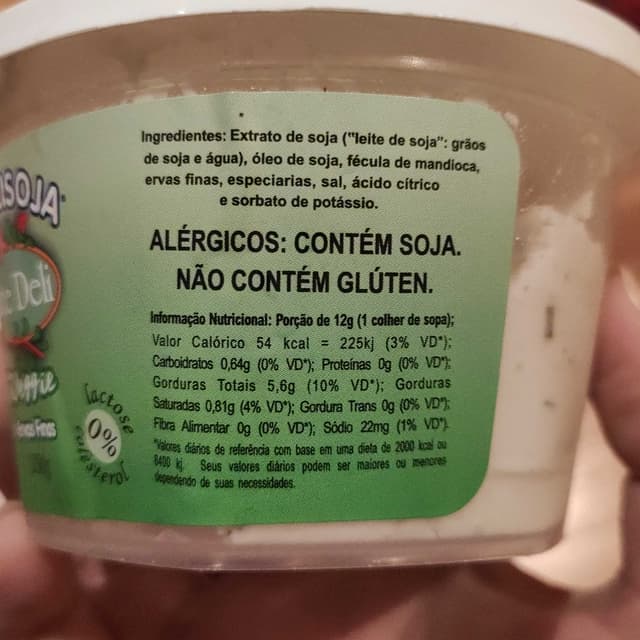 Ingredientes: Extrato de soja ("leite de soja": grãos
de soja e água), óleo de soja, fécula de mandioca,
ervas finas, especiarias, sal, ácido cítrico
e sorbato de potássio.
ALÉRGICOS: CONTÉM SOJA.
NÃO CONTÉM GLÚTEN.
Informação Nutricional: Porção de 12g (1 colher de sopa);
Valor Calórico 54 kcal = 225kj (3% VD*);
Carboidratos 0,64g (0% VD*); Proteínas 0g (0% VD*);
Gorduras Totais 5,6g (10% VD*); Gorduras
Saturadas 0,81g (4% VD*); Gordura Trans 0g (0% VD*);
Fibra Alimentar 0g (0% VD*); Sódio 22mg (1% VD*).
*Valores diários de referência com base em uma dieta de 2000 kcal ou
8400 kj. Seus valores diários podem ser maiores ou menores
dependendo de suas necessidades.
SOJA
Deli
Finas
lactose
0%
colesterol